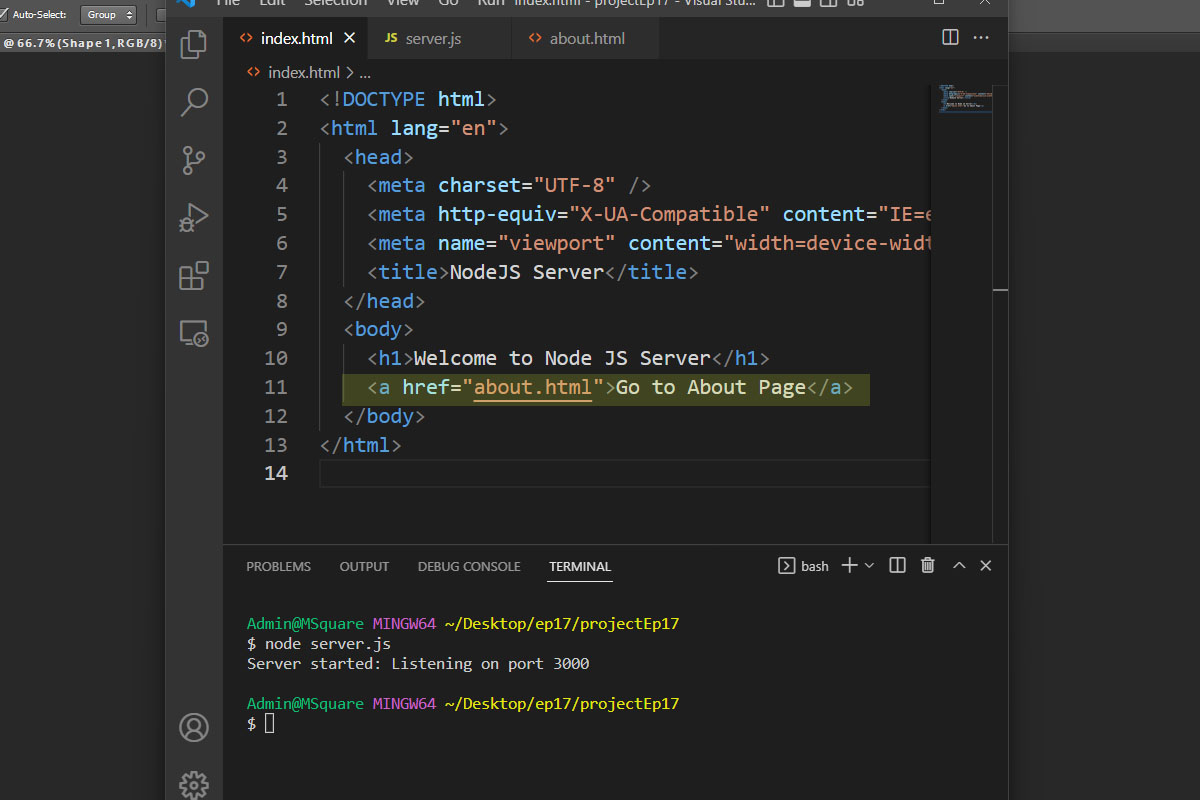 File Edit Selection View Go Run index.html - projectEp17 - Visual Stu...
Auto-Select: Group
@ 66.7% (Shape 1, RGB/8)
index.html server.js about.html
JS
index.html > ...
1 <!DOCTYPE html>
2 <html lang="en">
3 <head>
4 <meta charset="UTF-8" />
5 <meta http-equiv="X-UA-Compatible" content="IE=e
6 <meta name="viewport" content="width=device-widt
7 <title>NodeJS Server</title>
8 </head>
9 <body>
10 <h1>Welcome to Node JS Server</h1>
11 <a href="about.html">Go to About Page</a>
12 </body>
13 </html>
14
PROBLEMS OUTPUT DEBUG CONSOLE TERMINAL bash
Admin@MSquare MINGW64 ~/Desktop/ep17/projectEp17
$ node server.js
Server started: Listening on port 3000
Admin@MSquare MINGW64 ~/Desktop/ep17/projectEp17
$